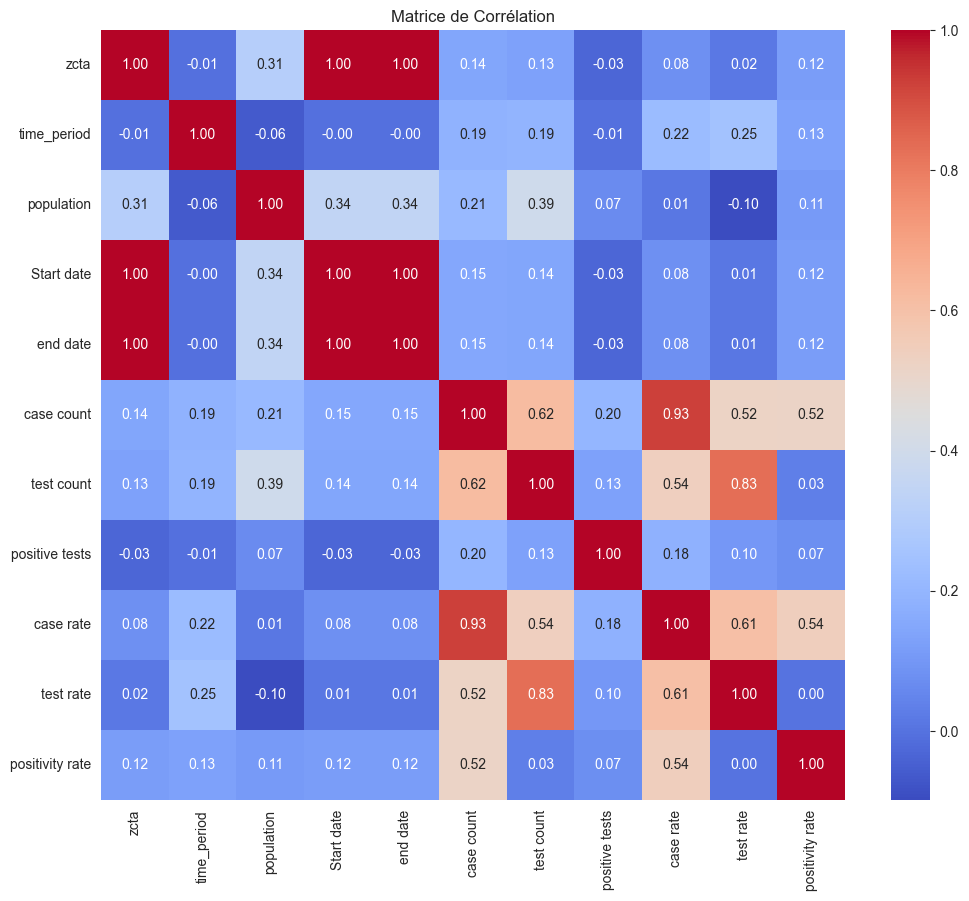 Matrice de Corrélation
zcta 1.00 -0.01 0.31 1.00 1.00 0.14 0.13 -0.03 0.08 0.02 0.12
time_period -0.01 1.00 -0.06 -0.00 -0.00 0.19 0.19 -0.01 0.22 0.25 0.13
population 0.31 -0.06 1.00 0.34 0.34 0.21 0.39 0.07 0.01 -0.10 0.11
Start date 1.00 -0.00 0.34 1.00 1.00 0.15 0.14 -0.03 0.08 0.01 0.12
end date 1.00 -0.00 0.34 1.00 1.00 0.15 0.14 -0.03 0.08 0.01 0.12
case count 0.14 0.19 0.21 0.15 0.15 1.00 0.62 0.20 0.93 0.52 0.52
test count 0.13 0.19 0.39 0.14 0.14 0.62 1.00 0.13 0.54 0.83 0.03
positive tests -0.03 -0.01 0.07 -0.03 -0.03 0.20 0.13 1.00 0.18 0.10 0.07
case rate 0.08 0.22 0.01 0.08 0.08 0.93 0.54 0.18 1.00 0.61 0.54
test rate 0.02 0.25 -0.10 0.01 0.01 0.52 0.83 0.10 0.61 1.00 0.00
positivity rate 0.12 0.13 0.11 0.12 0.12 0.52 0.03 0.07 0.54 0.00 1.00
zcta
time_period
population
Start date
end date
case count
test count
positive tests
case rate
test rate
positivity rate
1.0
0.8
0.6
0.4
0.2
0.0